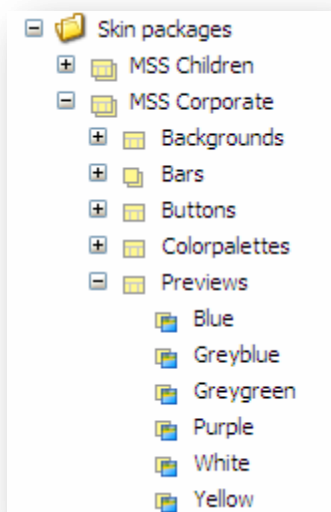 Skin packages
MSS Children
MSS Corporate
Backgrounds
Bars
Buttons
Colorpalettes
Previews
Blue
Greyblue
Greygreen
Purple
White
Yellow